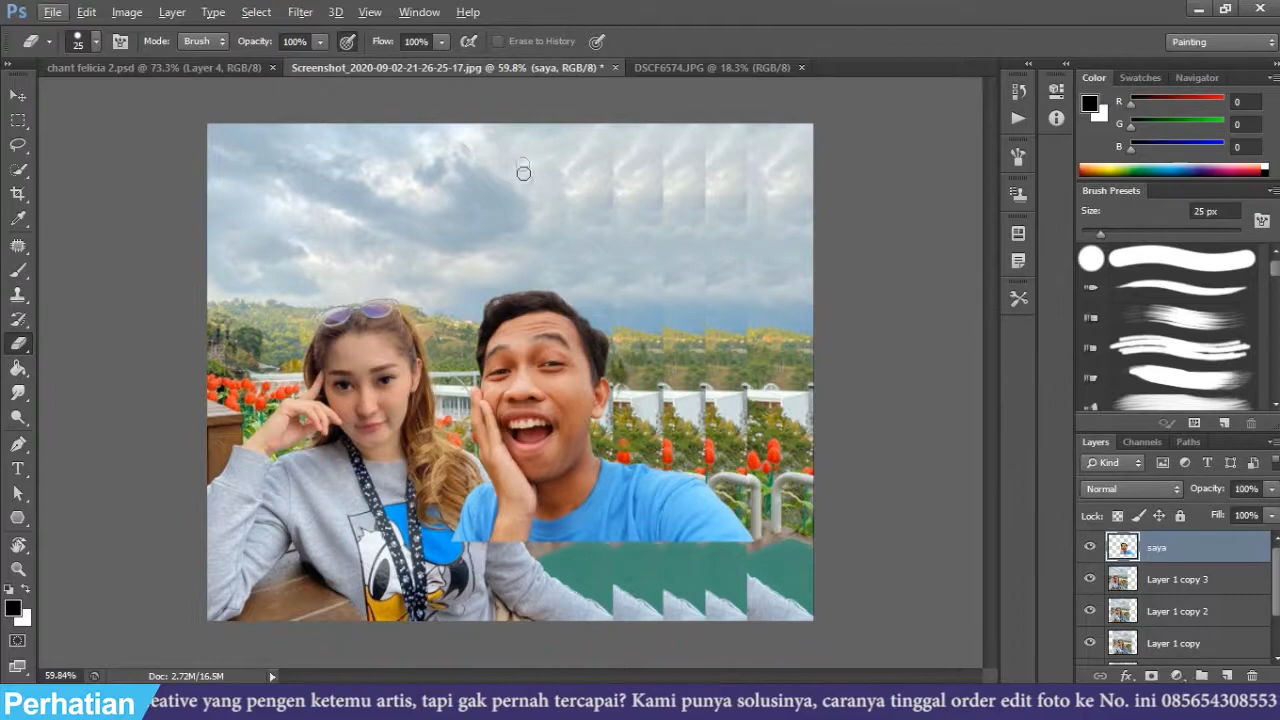 Ps File Edit Image Layer Type Select Filter 3D View Window Help
25 Mode: Brush Opacity: 100% Flow: 100% Erase to History Painting
chant felicia 2.psd @ 73.3% (Layer 4, RGB/8) × Screenshot_2020-09-02-21-26-25-17.jpg @ 59.8% (saya, RGB/8) * × DSCF6574.JPG @ 18.3% (RGB/8) ×
Color Swatches Navigator
R 0
G 0
B 0
Brush Presets
Size: 25 px
Layers Channels Paths
Kind
Normal Opacity: 100%
Lock: Fill: 100%
saya
Layer 1 copy 3
Layer 1 copy 2
Layer 1 copy
59.84% Doc: 2.72M/16.5M
Perhatian eative yang pengen ketemu artis, tapi gak pernah tercapai? Kami punya solusinya, caranya tinggal order edit foto ke No. ini 085654308553